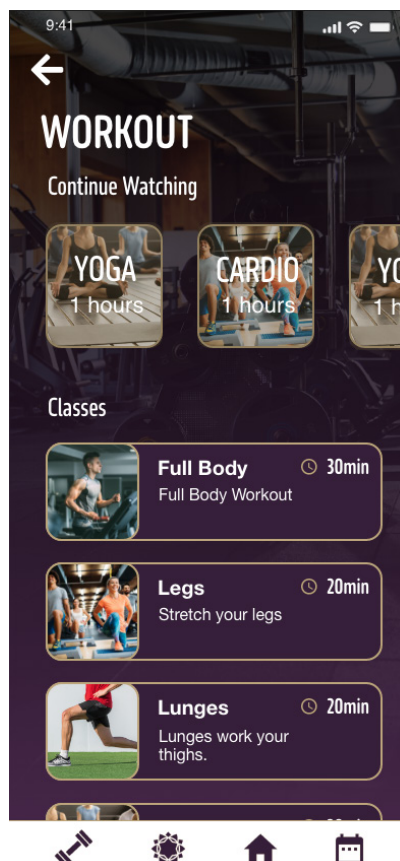 9:41
WORKOUT
Continue Watching
YOGA
1 hours
CARDIO
1 hours
Classes
Full Body
30min
Full Body Workout
Legs
20min
Stretch your legs
Lunges
20min
Lunges work your
thighs.